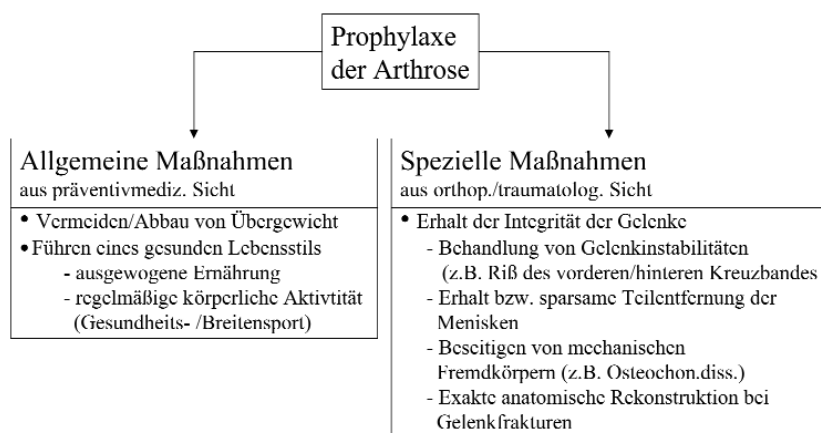 Prophylaxe
der Arthrose
Allgemeine Maßnahmen
aus präventivmediz. Sicht
• Vermeiden/Abbau von Übergewicht
• Führen eines gesunden Lebensstils
- ausgewogene Ernährung
- regelmäßige körperliche Aktivtität
(Gesundheits- /Breitensport)
Spezielle Maßnahmen
aus orthop./traumatolog. Sicht
• Erhalt der Integrität der Gelenke
- Behandlung von Gelenkinstabilitäten
(z.B. Riß des vorderen/hinteren Kreuzbandes
- Erhalt bzw. sparsame Teilentfernung der
Menisken
- Beseitigen von mechanischen
Fremdkörpern (z.B. Osteochon.diss.)
- Exakte anatomische Rekonstruktion bei
Gelenkfrakturen